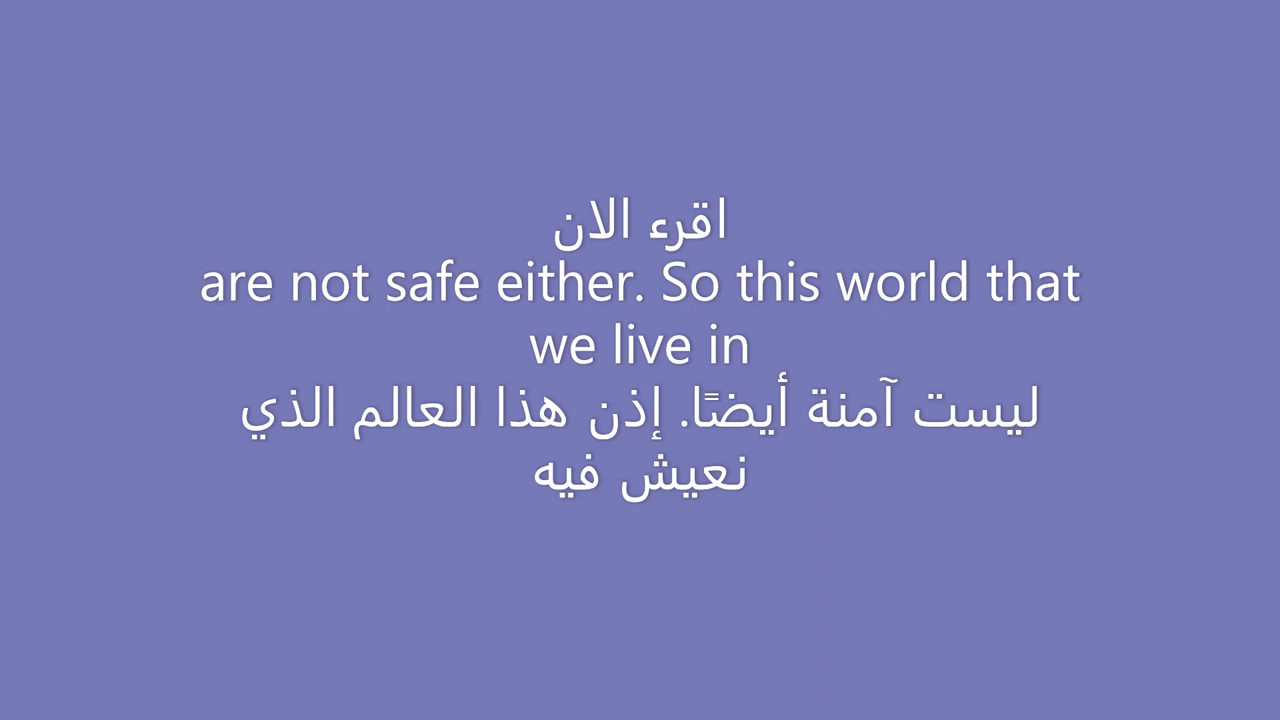 اقرء الان
are not safe either. So this world that
we live in
ليست آمنة أيضًا. إذن هذا العالم الذي
نعيش فيه